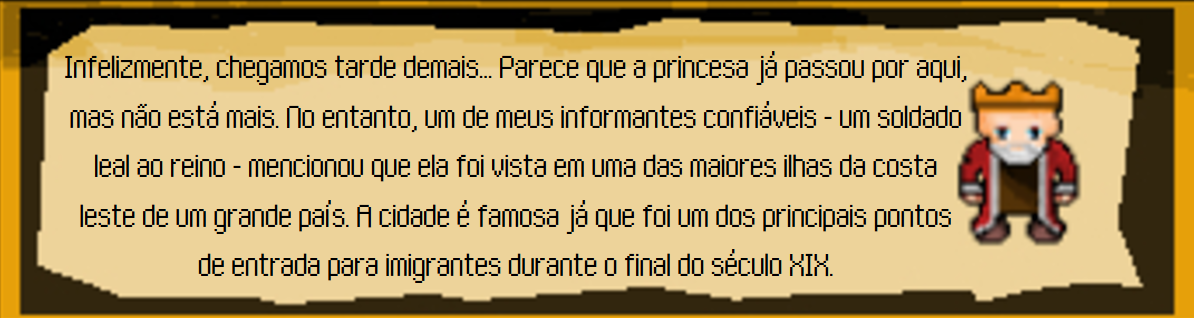 Infelizmente, chegamos tarde demais... Parece que a princesa já passou por aqui,
mas não está mais. No entanto, um de meus informantes confiáveis - um soldado
leal ao reino - mencionou que ela foi vista em uma das maiores ilhas da costa
leste de um grande país. A cidade é famosa já que foi um dos principais pontos
de entrada para imigrantes durante o final do século XIX.